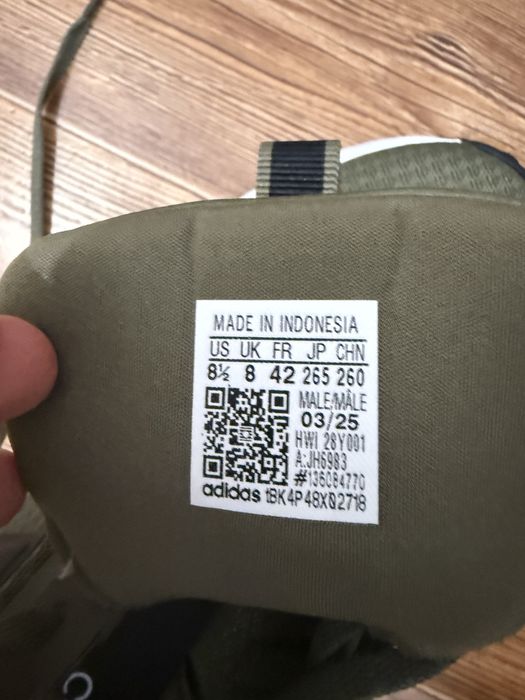 MADE IN INDONESIA
US UK FR JP CHN
8½ 8 42 265 260
MALE/MÂLE
03/25
HWI 28Y001
A:JH6983
#136084770
adidas tBK4P48X02718